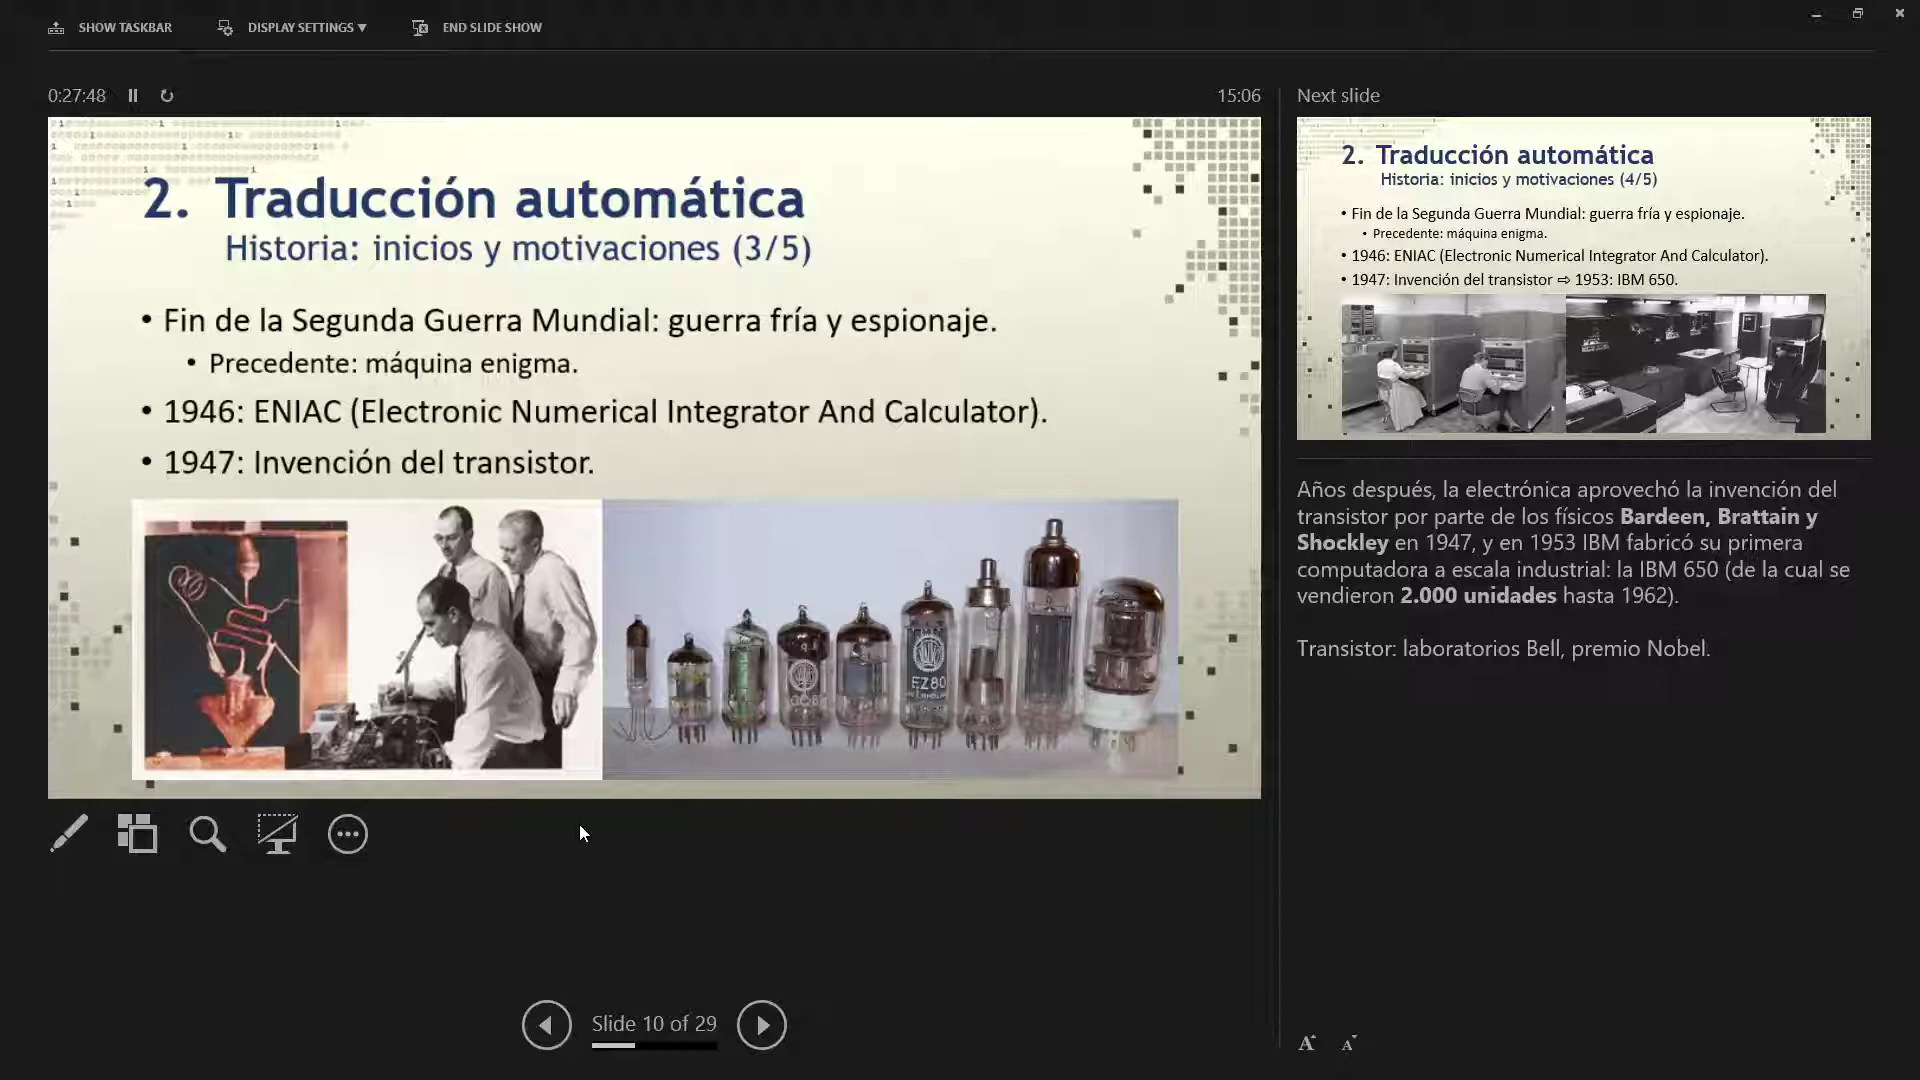 SHOW TASKBAR
DISPLAY SETTINGS ▼
END SLIDE SHOW
0:27:48
15:06
2. Traducción automática
Historia: inicios y motivaciones (3/5)
• Fin de la Segunda Guerra Mundial: guerra fría y espionaje.
• Precedente: máquina enigma.
• 1946: ENIAC (Electronic Numerical Integrator And Calculator).
• 1947: Invención del transistor.
EZ80
Slide 10 of 29
Next slide
2. Traducción automática
Historia: inicios y motivaciones (4/5)
• Fin de la Segunda Guerra Mundial: guerra fría y espionaje.
• Precedente: máquina enigma.
• 1946: ENIAC (Electronic Numerical Integrator And Calculator).
• 1947: Invención del transistor ⇨ 1953: IBM 650.
Años después, la electrónica aprovechó la invención del
transistor por parte de los físicos Bardeen, Brattain y
Shockley en 1947, y en 1953 IBM fabricó su primera
computadora a escala industrial: la IBM 650 (de la cual se
vendieron 2.000 unidades hasta 1962).
Transistor: laboratorios Bell, premio Nobel.
A A